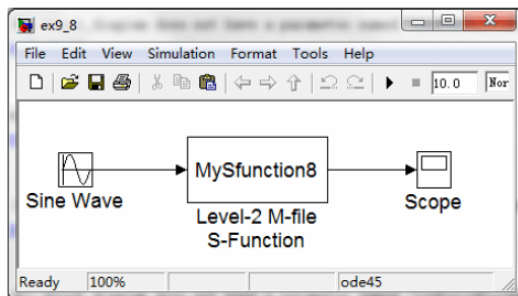 ex9_8
File Edit View Simulation Format Tools Help
10.0 Nor
MySfunction8
Sine Wave
Level-2 M-file
S-Function
Scope
Ready 100% ode45